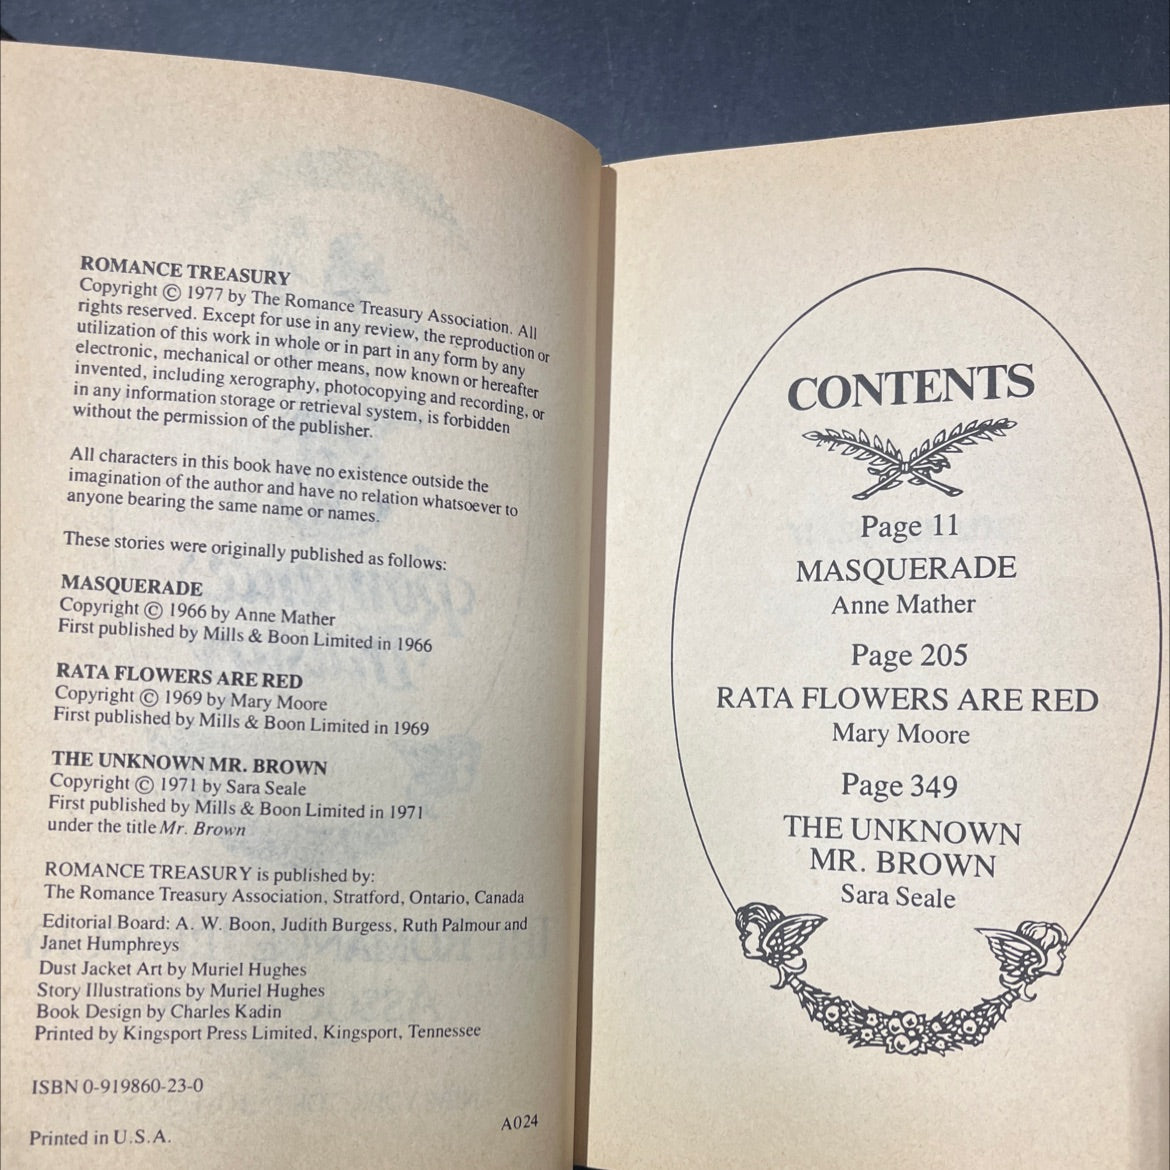 ROMANCE TREASURY
Copyright © 1977 by The Romance Treasury Association. All
rights reserved. Except for use in any review, the reproduction or
utilization of this work in whole or in part in any form by any
electronic, mechanical or other means, now known or hereafter
invented, including xerography, photocopying and recording, or
in any information storage or retrieval system, is forbidden
without the permission of the publisher.
All characters in this book have no existence outside the
imagination of the author and have no relation whatsoever to
anyone bearing the same name or names.
These stories were originally published as follows:
MASQUERADE
Copyright © 1966 by Anne Mather
First published by Mills & Boon Limited in 1966
RATA FLOWERS ARE RED
Copyright © 1969 by Mary Moore
First published by Mills & Boon Limited in 1969
THE UNKNOWN MR. BROWN
Copyright © 1971 by Sara Seale
First published by Mills & Boon Limited in 1971
under the title Mr. Brown
ROMANCE TREASURY is published by:
The Romance Treasury Association, Stratford, Ontario, Canada
Editorial Board: A. W. Boon, Judith Burgess, Ruth Palmour and
Janet Humphreys
Dust Jacket Art by Muriel Hughes
Story Illustrations by Muriel Hughes
Book Design by Charles Kadin
Printed by Kingsport Press Limited, Kingsport, Tennessee
ISBN 0-919860-23-0
Printed in U.S.A.
A024
CONTENTS
Page 11
MASQUERADE
Anne Mather
Page 205
RATA FLOWERS ARE RED
Mary Moore
Page 349
THE UNKNOWN
MR. BROWN
Sara Seale